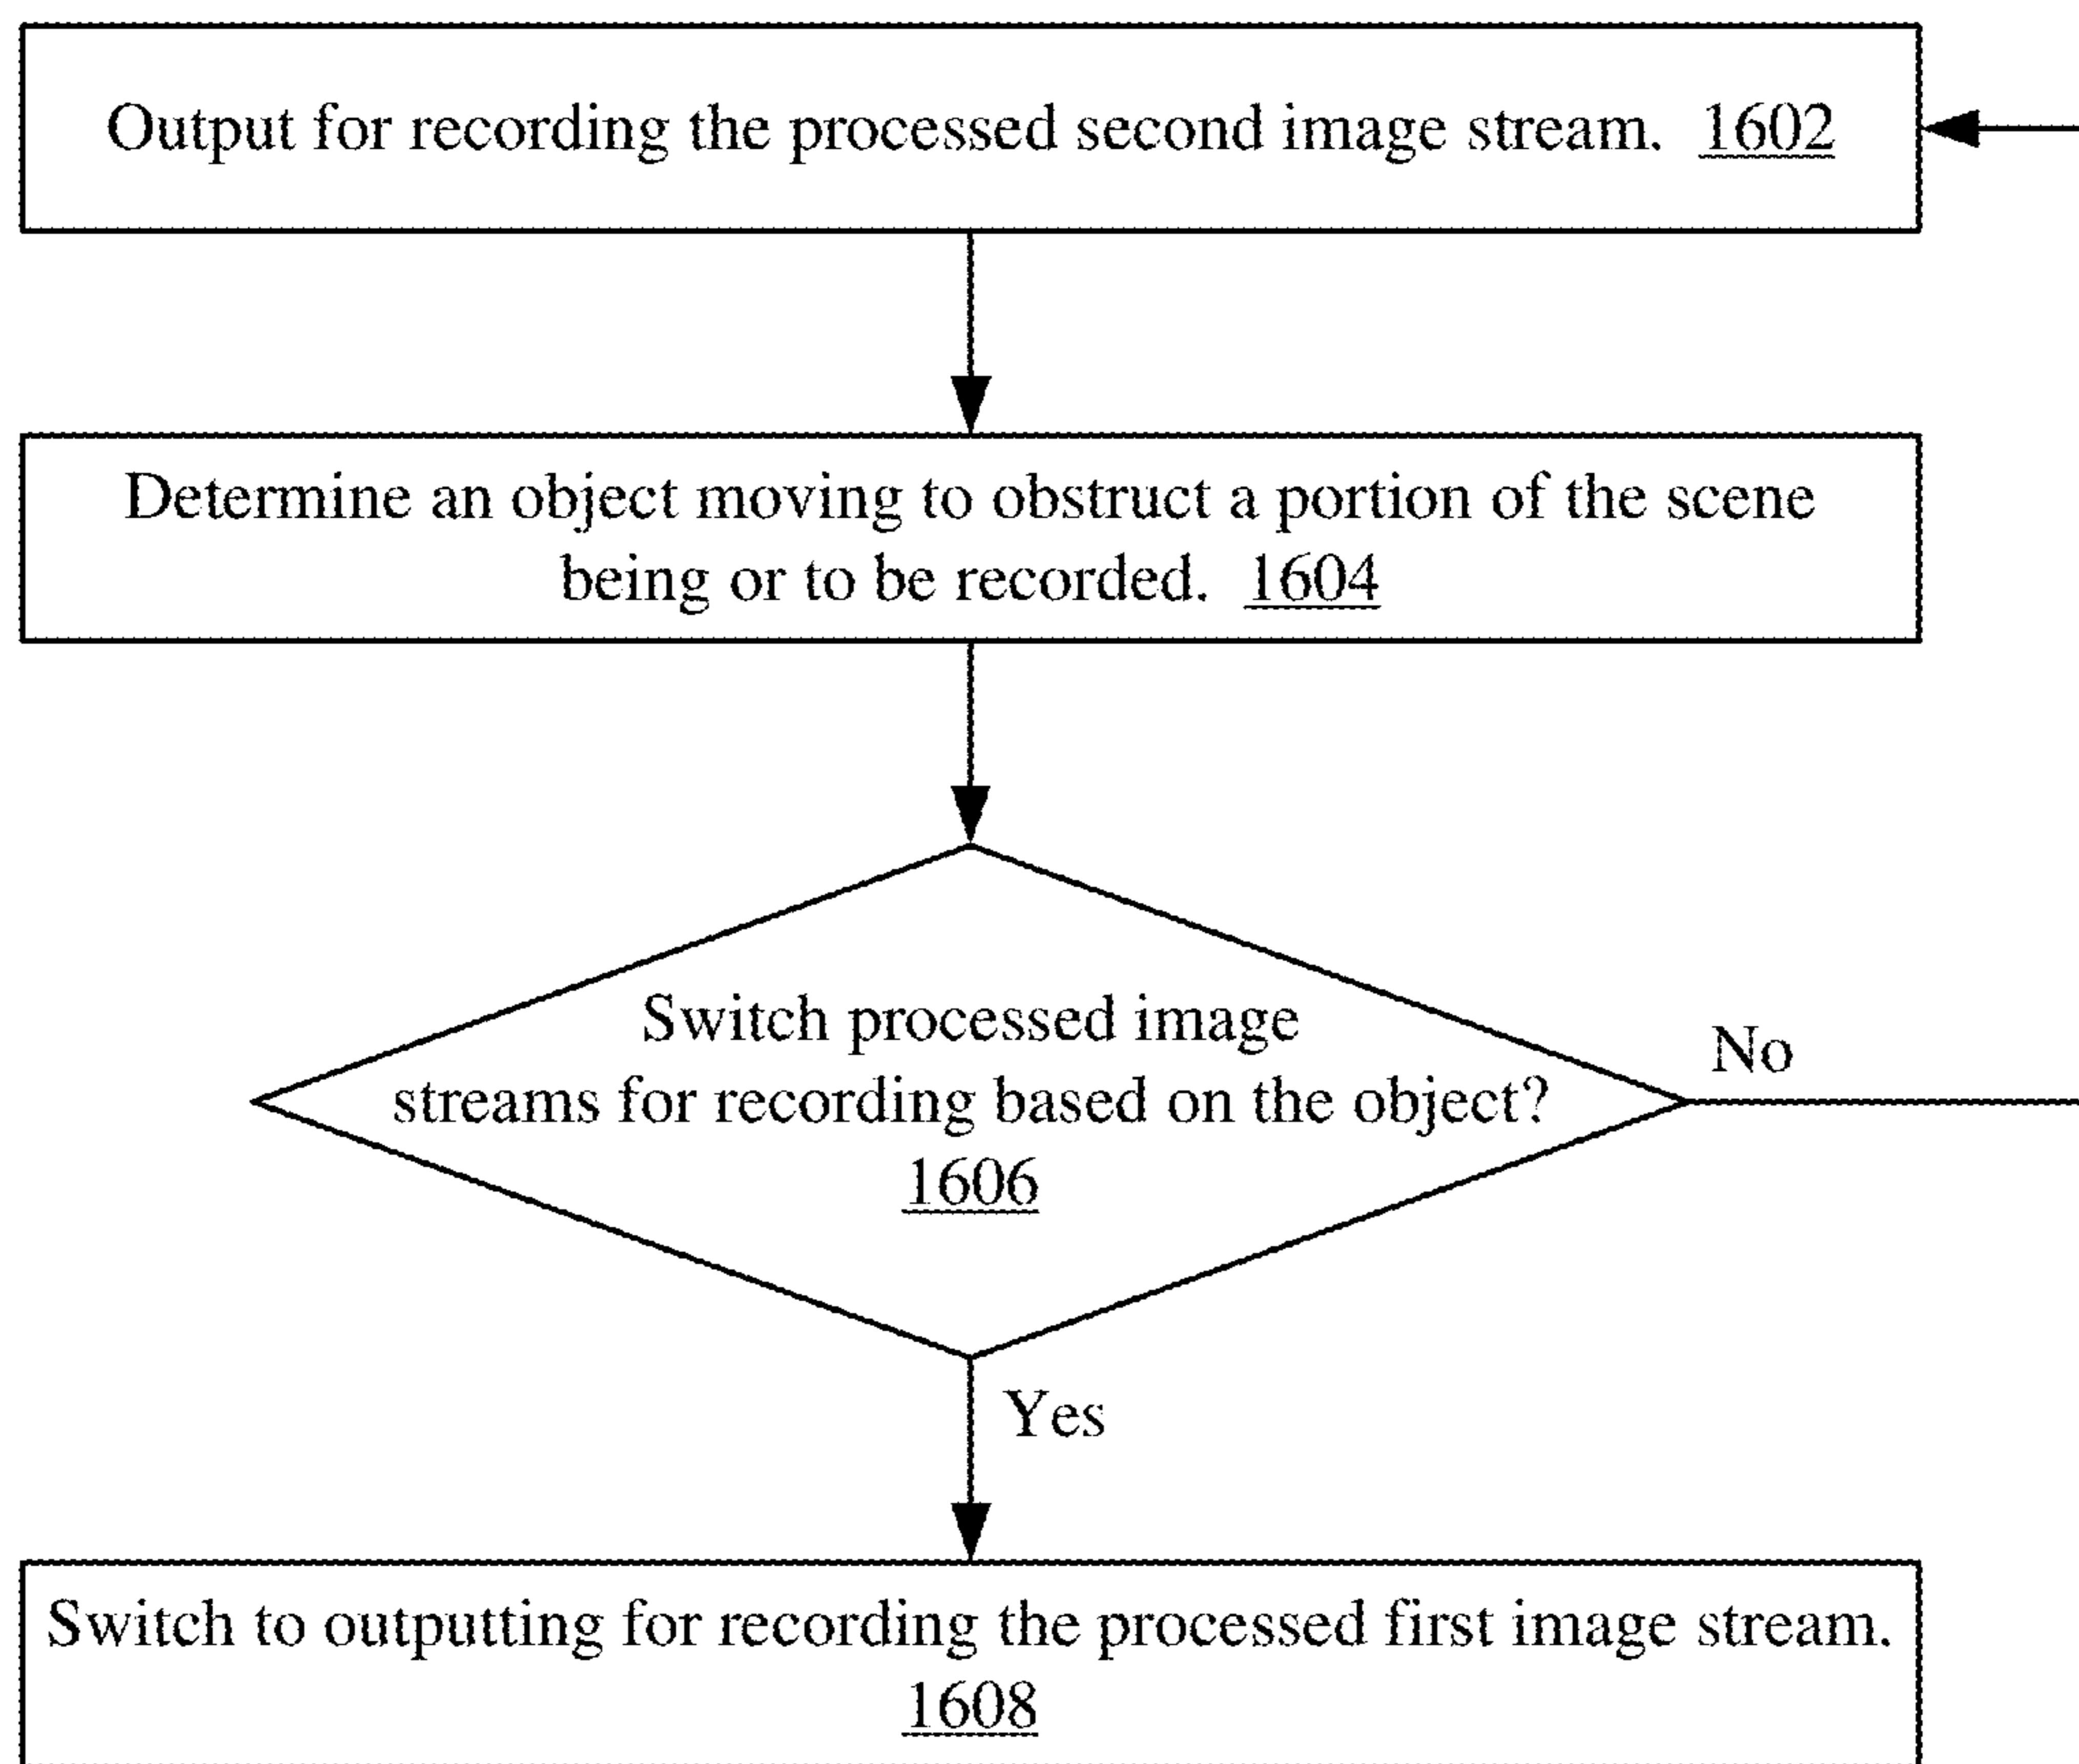 Output for recording the processed second image stream. 1602
Determine an object moving to obstruct a portion of the scene
being or to be recorded. 1604
Switch processed image
streams for recording based on the object?
1606
No
Yes
Switch to outputting for recording the processed first image stream.
1608